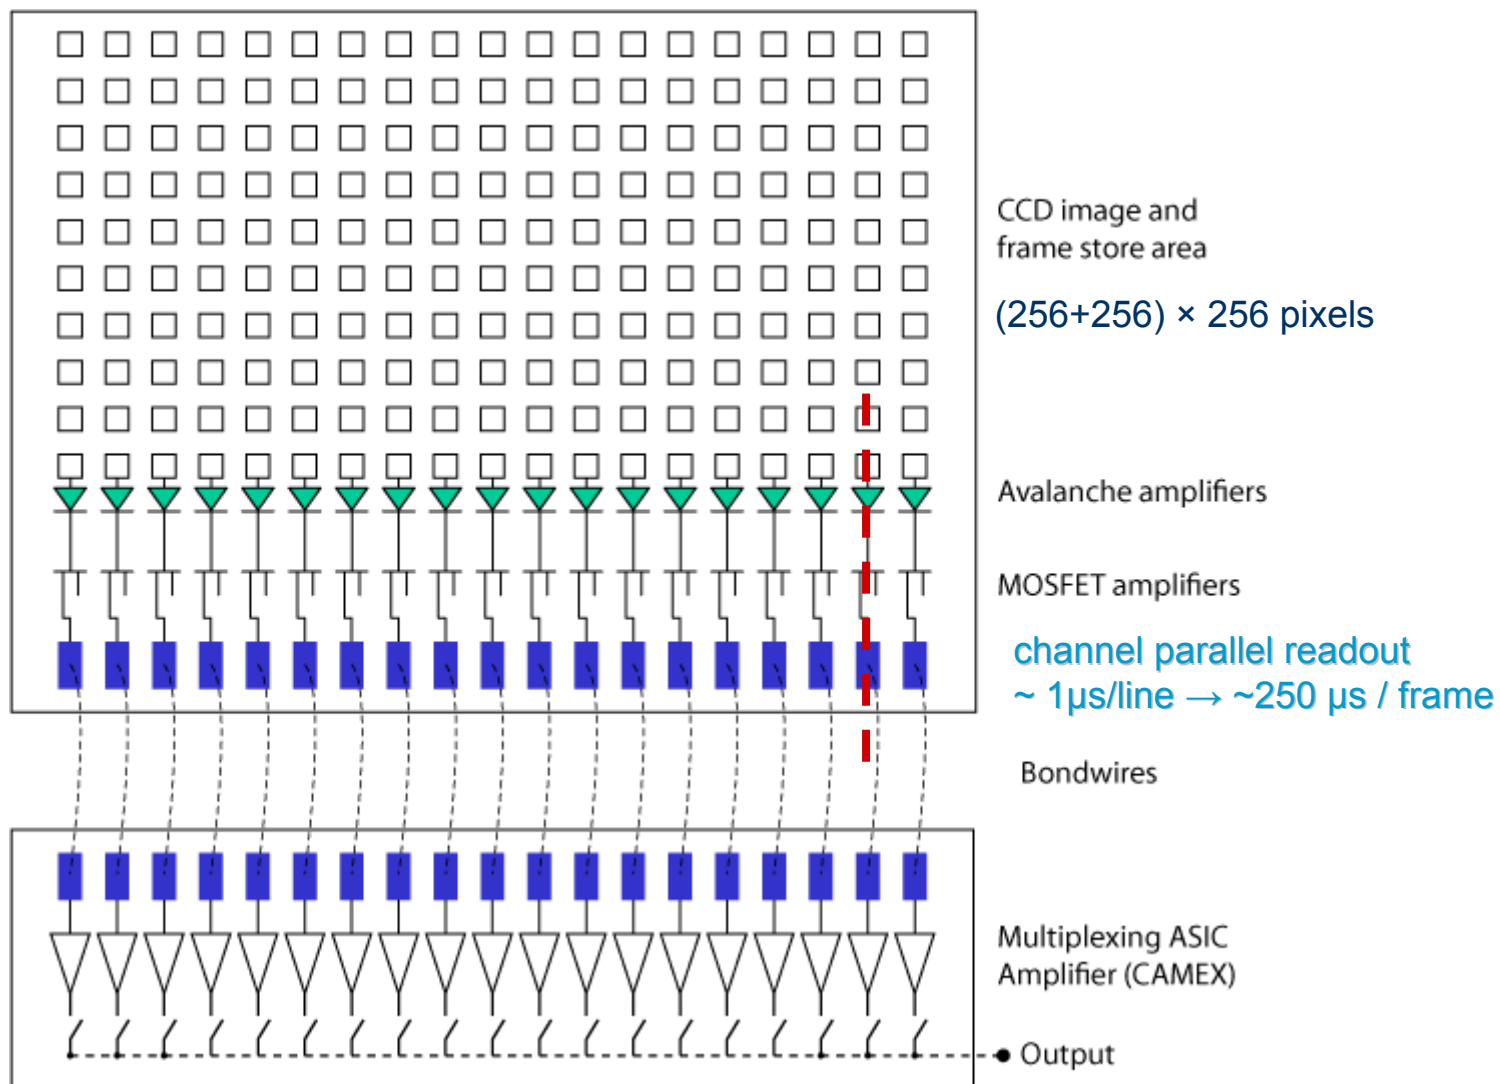 CCD image and
frame store area
(256+256) × 256 pixels
Avalanche amplifiers
MOSFET amplifiers
channel parallel readout
~ 1µs/line → ~250 µs / frame
Bondwires
Multiplexing ASIC
Amplifier (CAMEX)
Output